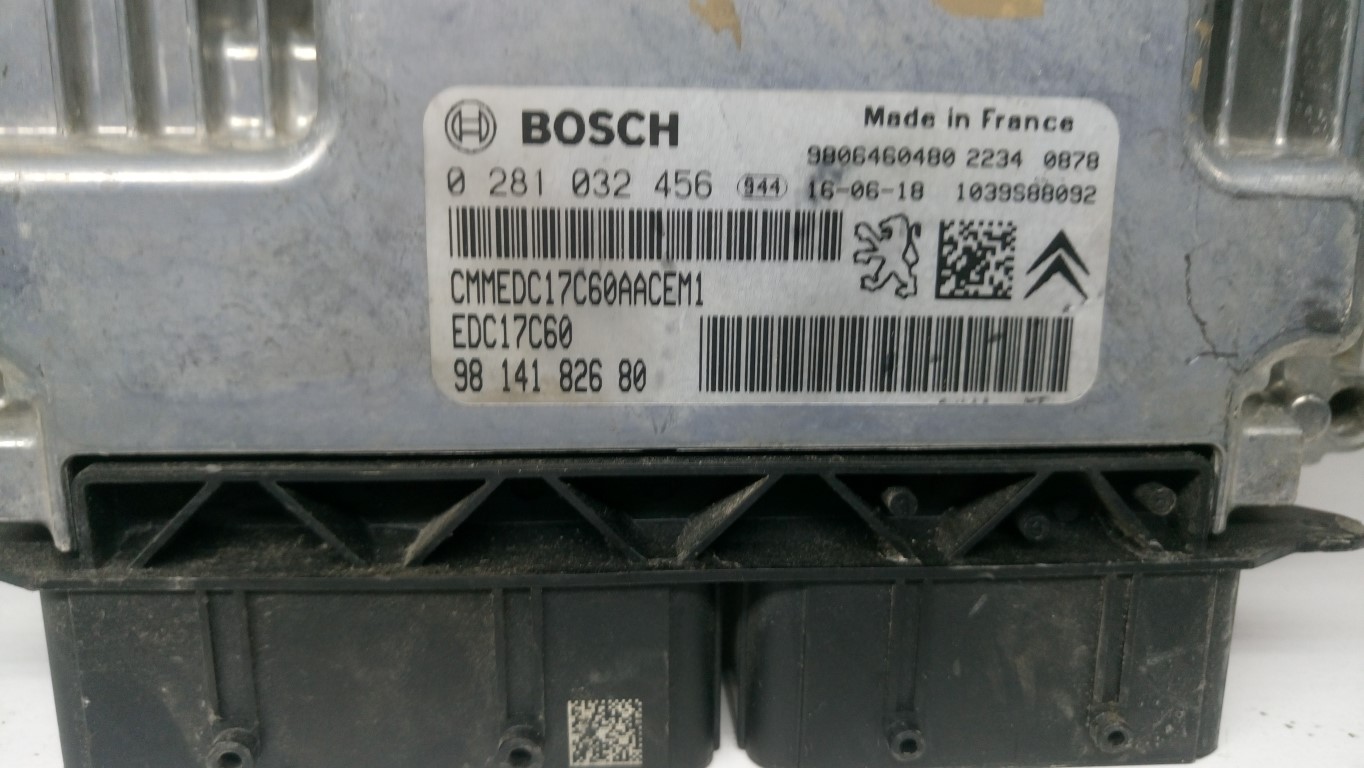 BOSCH
Made in France
9806460480 2234 0878
0 281 032 456 944 16-06-18 1039S88092
CMMEDC17C60AACEM1
EDC17C60
98 141 826 80